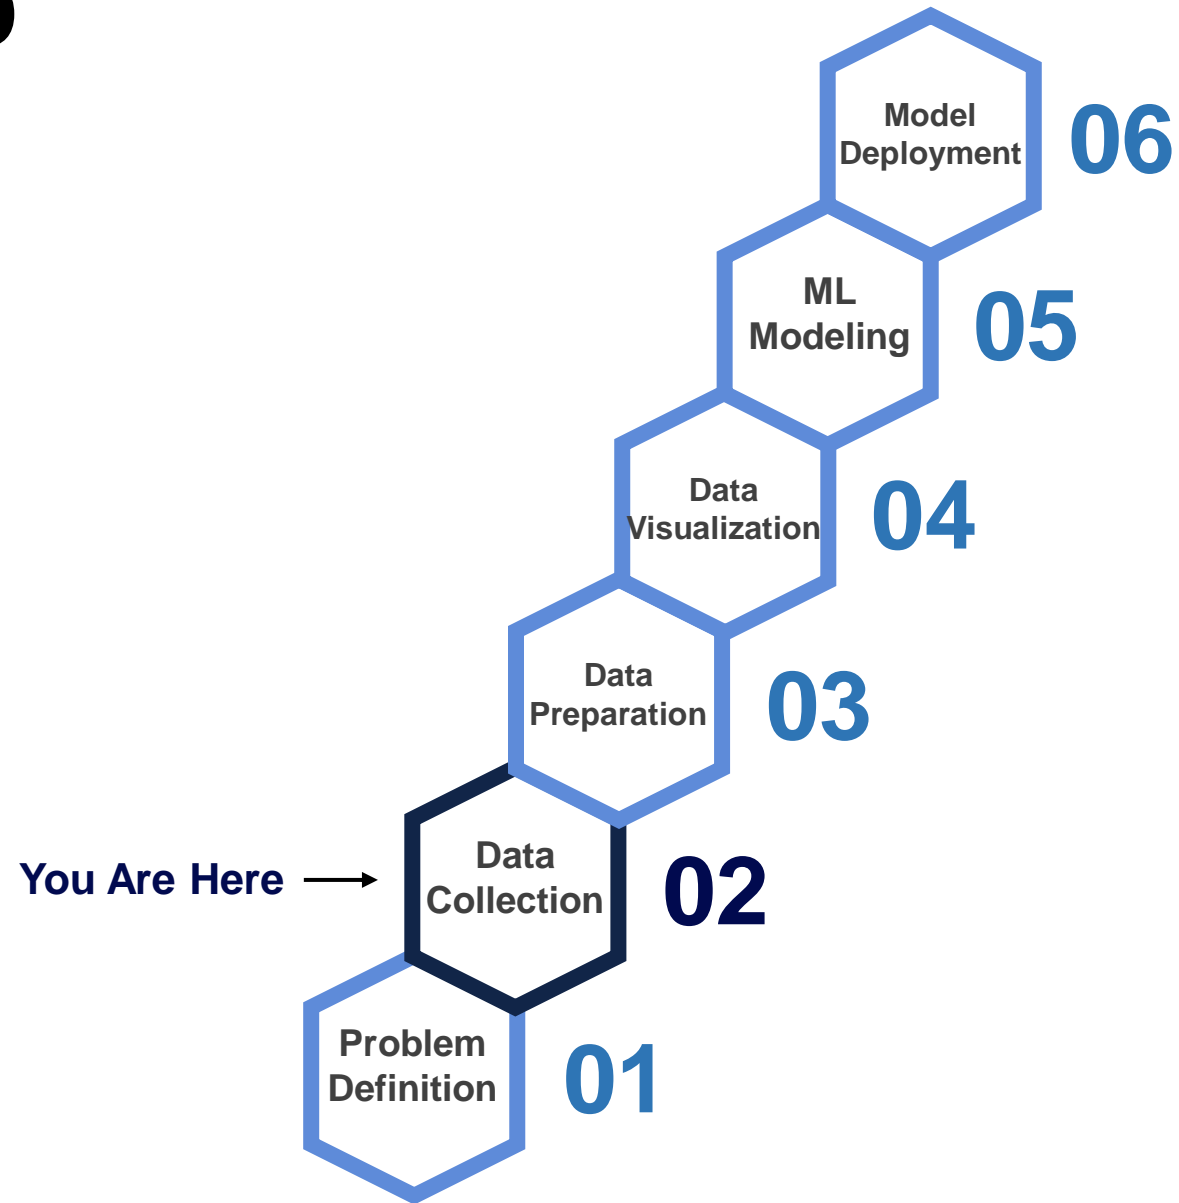 Model
Deployment
06
ML
Modeling
05
Data
Visualization
04
Data
Preparation
03
You Are Here
Data
Collection
02
Problem
Definition
01